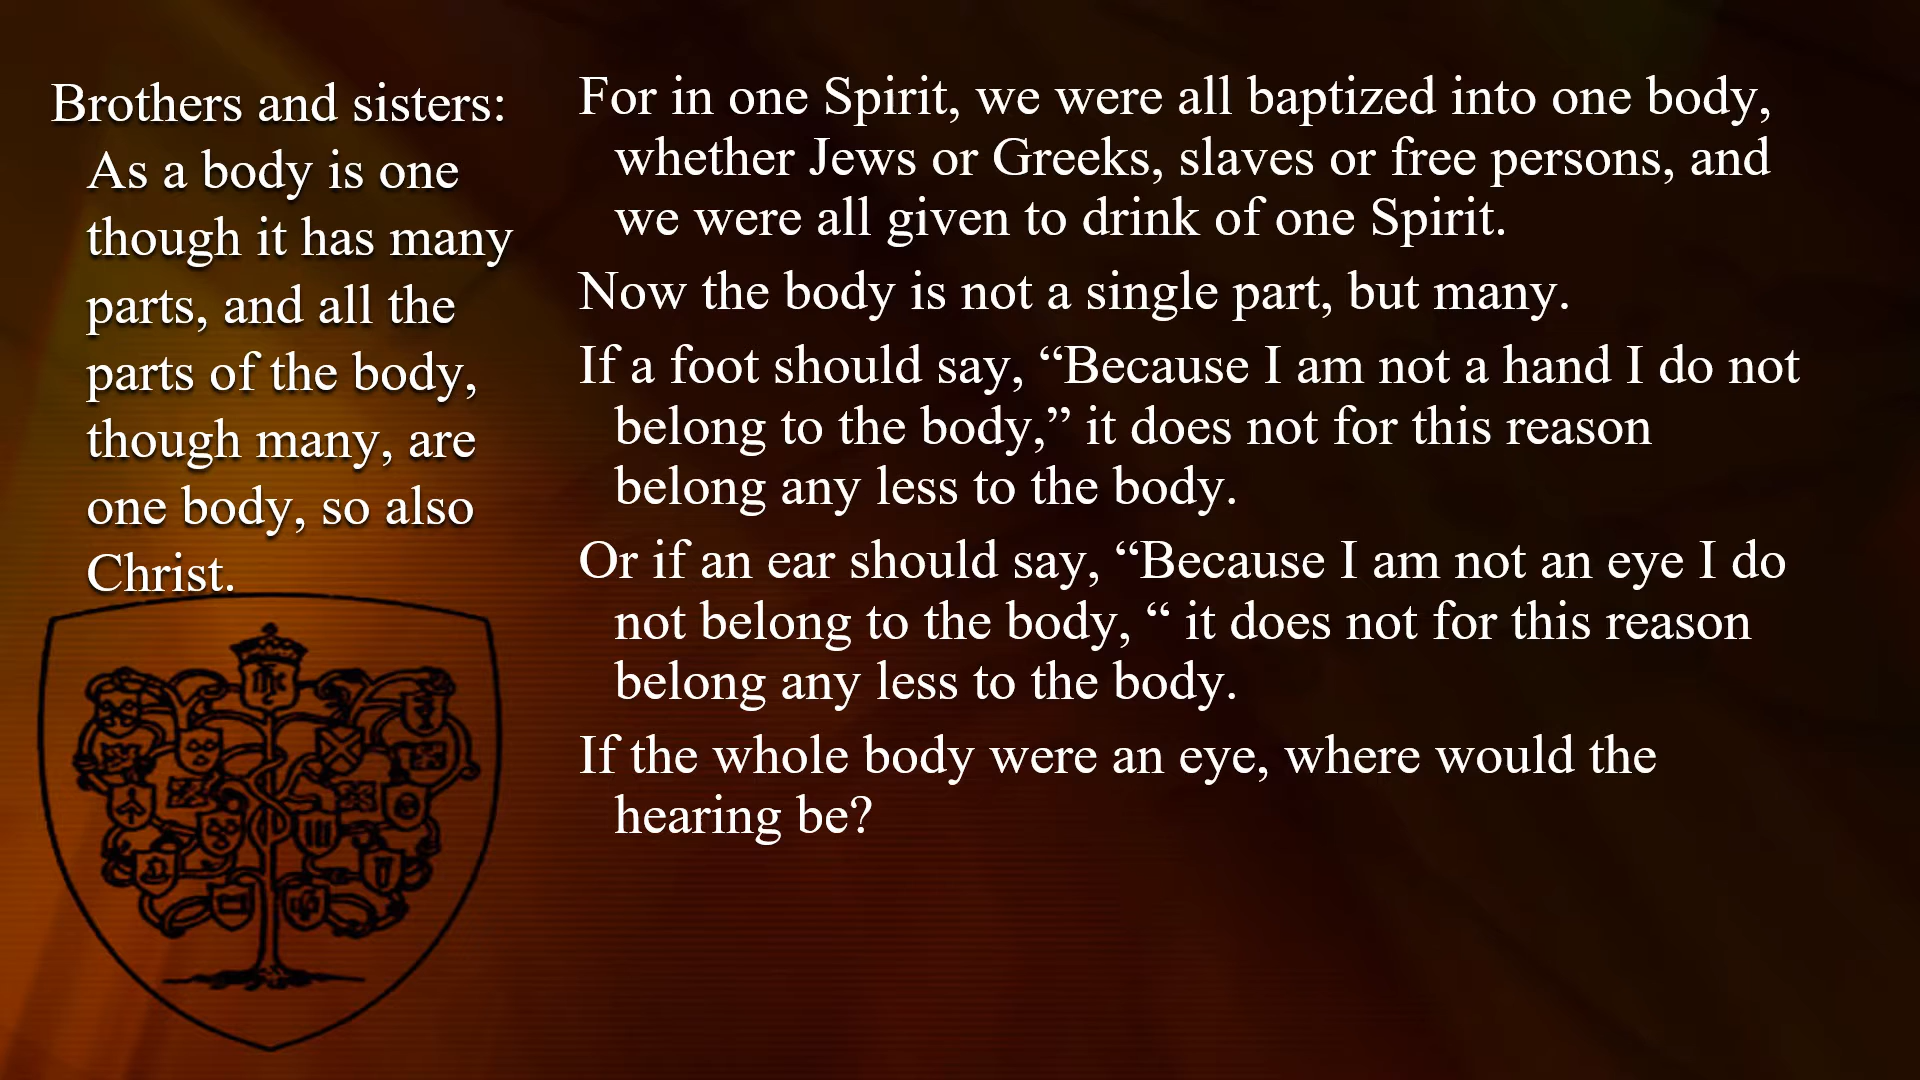 Brothers and sisters:
As a body is one
though it has many
parts, and all the
parts of the body,
though many, are
one body, so also
Christ.
For in one Spirit, we were all baptized into one body,
whether Jews or Greeks, slaves or free persons, and
we were all given to drink of one Spirit.
Now the body is not a single part, but many.
If a foot should say, “Because I am not a hand I do not
belong to the body,” it does not for this reason
belong any less to the body.
Or if an ear should say, “Because I am not an eye I do
not belong to the body, “ it does not for this reason
belong any less to the body.
If the whole body were an eye, where would the
hearing be?